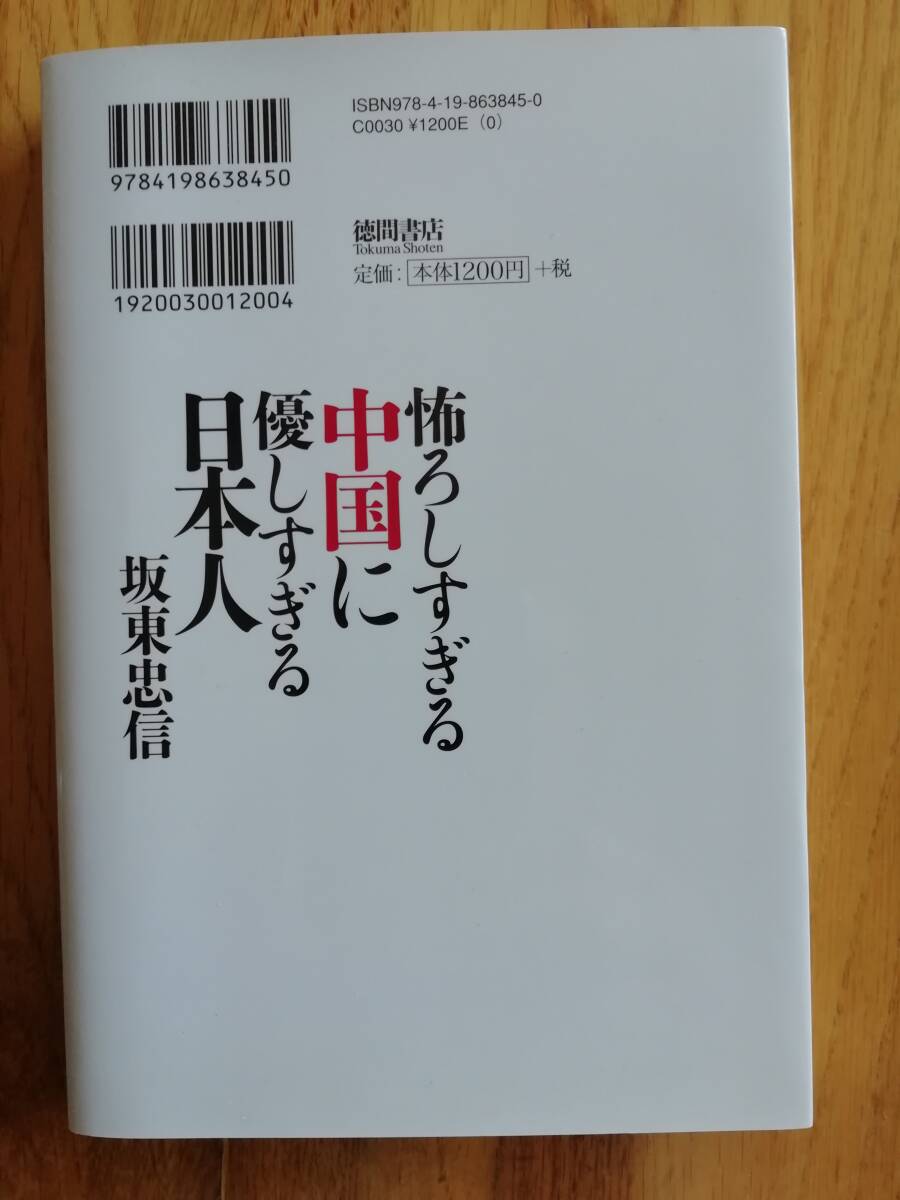 ISBN978-4-19-863845-0
C0030 ¥1200E (0)
9784198638450
徳間書店
Tokuma Shoten
定価：本体1200円＋税
1920030012004
怖ろしすぎる
中国に
優しすぎる
日本人
坂東忠信